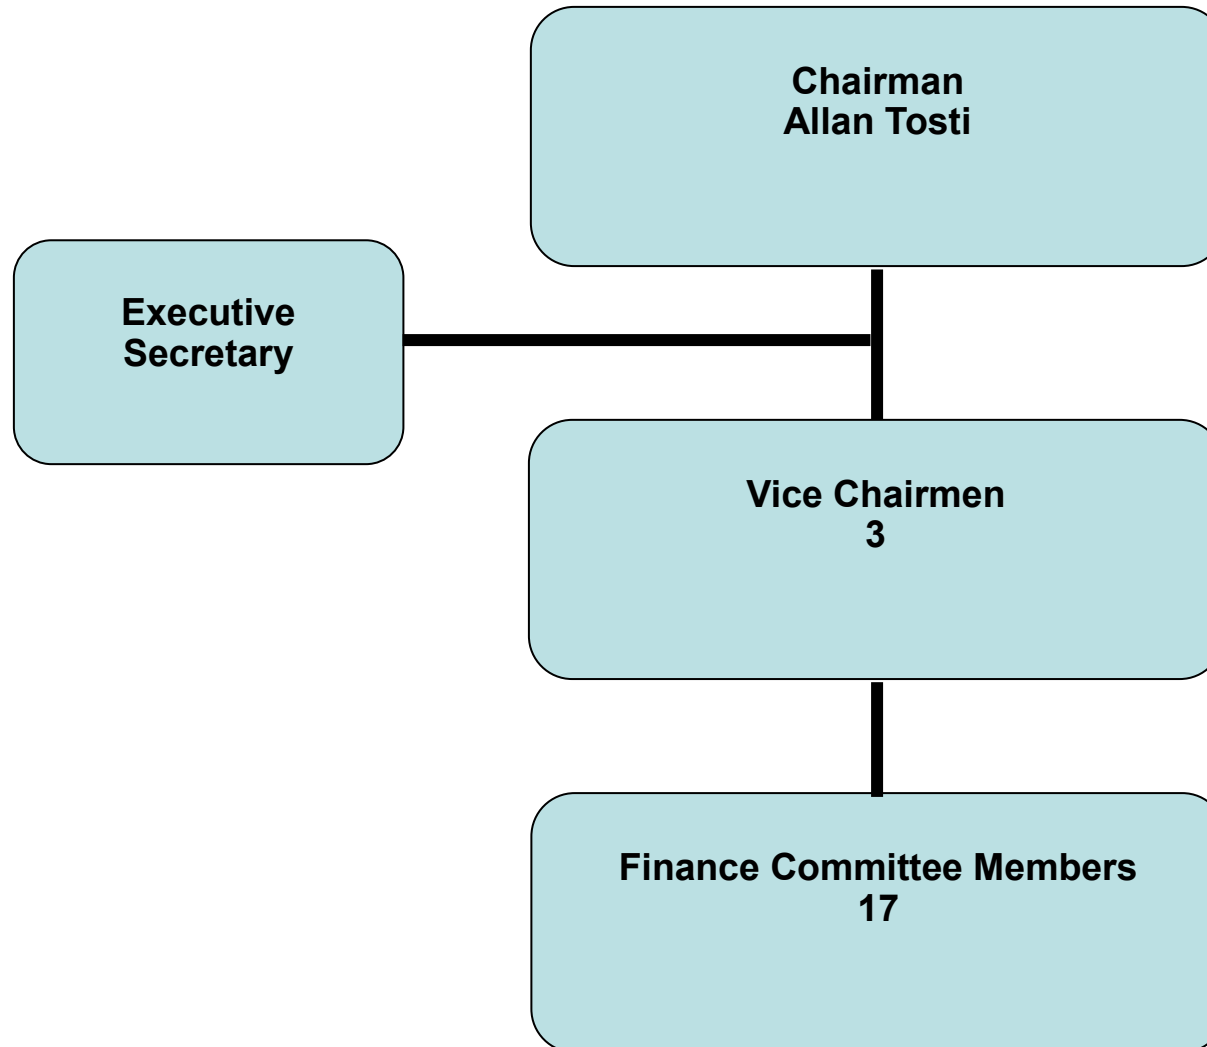 Chairman
Allan Tosti
Executive
Secretary
Vice Chairmen
3
Finance Committee Members
17